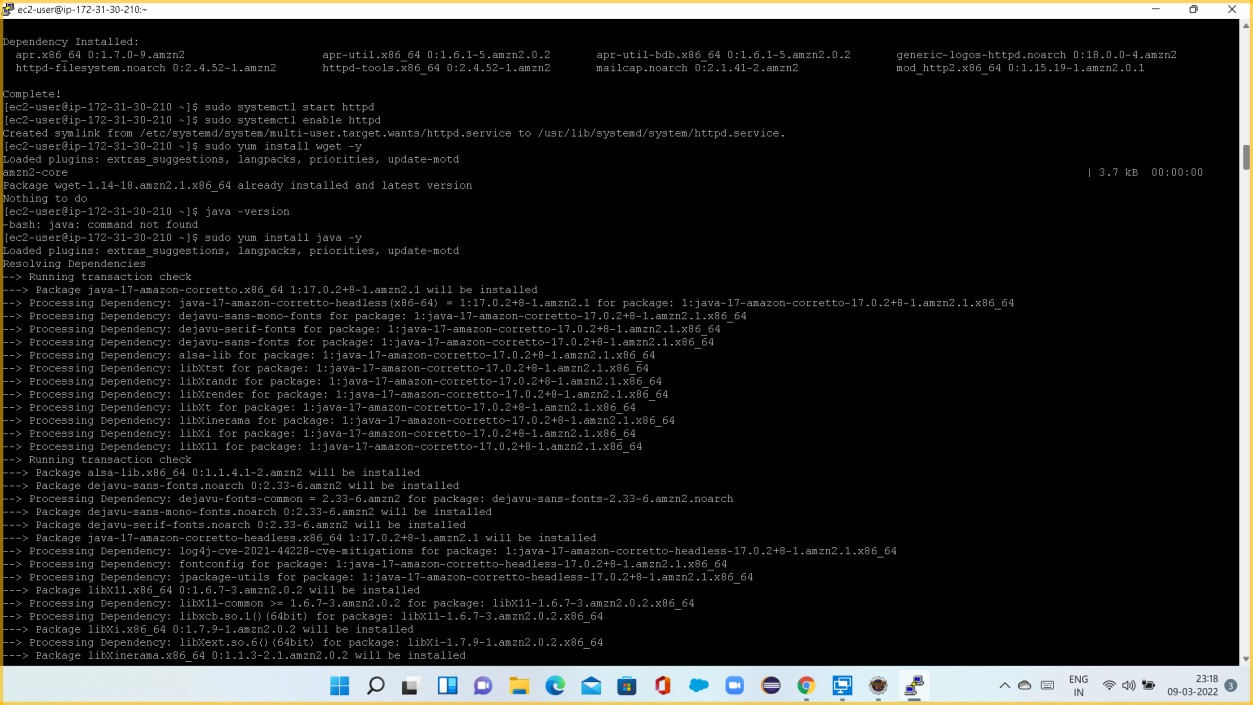 ec2-user@ip-172-31-30-210:~
Dependency Installed:
apr.x86_64 0:1.7.0-9.amzn2 apr-util.x86_64 0:1.6.1-5.amzn2.0.2 apr-util-bdb.x86_64 0:1.6.1-5.amzn2.0.2 generic-logos-httpd.noarch 0:18.0.0-4.amzn2
httpd-filesystem.noarch 0:2.4.52-1.amzn2 httpd-tools.x86_64 0:2.4.52-1.amzn2 mailcap.noarch 0:2.1.41-2.amzn2 mod_http2.x86_64 0:1.15.19-1.amzn2.0.1
Complete!
[ec2-user@ip-172-31-30-210 ~]$ sudo systemctl start httpd
[ec2-user@ip-172-31-30-210 ~]$ sudo systemctl enable httpd
Created symlink from /etc/systemd/system/multi-user.target.wants/httpd.service to /usr/lib/systemd/system/httpd.service.
[ec2-user@ip-172-31-30-210 ~]$ sudo yum install wget -y
Loaded plugins: extras_suggestions, langpacks, priorities, update-motd
amzn2-core | 3.7 kB 00:00:00
Package wget-1.14-18.amzn2.1.x86_64 already installed and latest version
Nothing to do
[ec2-user@ip-172-31-30-210 ~]$ java -version
-bash: java: command not found
[ec2-user@ip-172-31-30-210 ~]$ sudo yum install java -y
Loaded plugins: extras_suggestions, langpacks, priorities, update-motd
Resolving Dependencies
--> Running transaction check
---> Package java-17-amazon-corretto.x86_64 1:17.0.2+8-1.amzn2.1 will be installed
--> Processing Dependency: java-17-amazon-corretto-headless(x86-64) = 1:17.0.2+8-1.amzn2.1 for package: 1:java-17-amazon-corretto-17.0.2+8-1.amzn2.1.x86_64
--> Processing Dependency: dejavu-sans-mono-fonts for package: 1:java-17-amazon-corretto-17.0.2+8-1.amzn2.1.x86_64
--> Processing Dependency: dejavu-serif-fonts for package: 1:java-17-amazon-corretto-17.0.2+8-1.amzn2.1.x86_64
--> Processing Dependency: dejavu-sans-fonts for package: 1:java-17-amazon-corretto-17.0.2+8-1.amzn2.1.x86_64
--> Processing Dependency: alsa-lib for package: 1:java-17-amazon-corretto-17.0.2+8-1.amzn2.1.x86_64
--> Processing Dependency: libXtst for package: 1:java-17-amazon-corretto-17.0.2+8-1.amzn2.1.x86_64
--> Processing Dependency: libXrandr for package: 1:java-17-amazon-corretto-17.0.2+8-1.amzn2.1.x86_64
--> Processing Dependency: libXrender for package: 1:java-17-amazon-corretto-17.0.2+8-1.amzn2.1.x86_64
--> Processing Dependency: libXt for package: 1:java-17-amazon-corretto-17.0.2+8-1.amzn2.1.x86_64
--> Processing Dependency: libXinerama for package: 1:java-17-amazon-corretto-17.0.2+8-1.amzn2.1.x86_64
--> Processing Dependency: libXi for package: 1:java-17-amazon-corretto-17.0.2+8-1.amzn2.1.x86_64
--> Processing Dependency: libX11 for package: 1:java-17-amazon-corretto-17.0.2+8-1.amzn2.1.x86_64
--> Running transaction check
---> Package alsa-lib.x86_64 0:1.1.4.1-2.amzn2 will be installed
---> Package dejavu-sans-fonts.noarch 0:2.33-6.amzn2 will be installed
--> Processing Dependency: dejavu-fonts-common = 2.33-6.amzn2 for package: dejavu-sans-fonts-2.33-6.amzn2.noarch
---> Package dejavu-sans-mono-fonts.noarch 0:2.33-6.amzn2 will be installed
---> Package dejavu-serif-fonts.noarch 0:2.33-6.amzn2 will be installed
---> Package java-17-amazon-corretto-headless.x86_64 1:17.0.2+8-1.amzn2.1 will be installed
--> Processing Dependency: log4j-cve-2021-44228-cve-mitigations for package: 1:java-17-amazon-corretto-headless-17.0.2+8-1.amzn2.1.x86_64
--> Processing Dependency: fontconfig for package: 1:java-17-amazon-corretto-headless-17.0.2+8-1.amzn2.1.x86_64
--> Processing Dependency: jpackage-utils for package: 1:java-17-amazon-corretto-headless-17.0.2+8-1.amzn2.1.x86_64
---> Package libX11.x86_64 0:1.6.7-3.amzn2.0.2 will be installed
--> Processing Dependency: libX11-common >= 1.6.7-3.amzn2.0.2 for package: libX11-1.6.7-3.amzn2.0.2.x86_64
--> Processing Dependency: libxcb.so.1()(64bit) for package: libX11-1.6.7-3.amzn2.0.2.x86_64
---> Package libXi.x86_64 0:1.7.9-1.amzn2.0.2 will be installed
--> Processing Dependency: libXext.so.6()(64bit) for package: libXi-1.7.9-1.amzn2.0.2.x86_64
---> Package libXinerama.x86_64 0:1.1.3-2.1.amzn2.0.2 will be installed
ENG
IN
23:18
09-03-2022
3